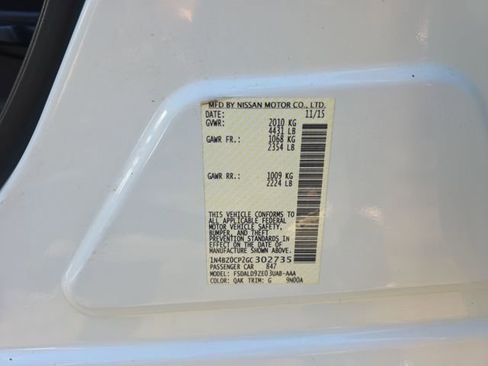 MFD BY NISSAN MOTOR CO., LTD.
DATE: 11/15
GVWR: 2010 KG
4431 LB
GAWR FR.: 1068 KG
2354 LB
GAWR RR.: 1009 KG
2224 LB
THIS VEHICLE CONFORMS TO
ALL APPLICABLE FEDERAL
MOTOR VEHICLE SAFETY,
BUMPER, AND THEFT
PREVENTION STANDARDS IN
EFFECT ON THE DATE OF
MANUFACTURE SHOWN ABOVE.
1N4BZ0CP2GC302735
PASSENGER CAR 847
MODEL: FSDALD9ZE03UAB-AAA
COLOR: QAK TRIM: G 9N00A